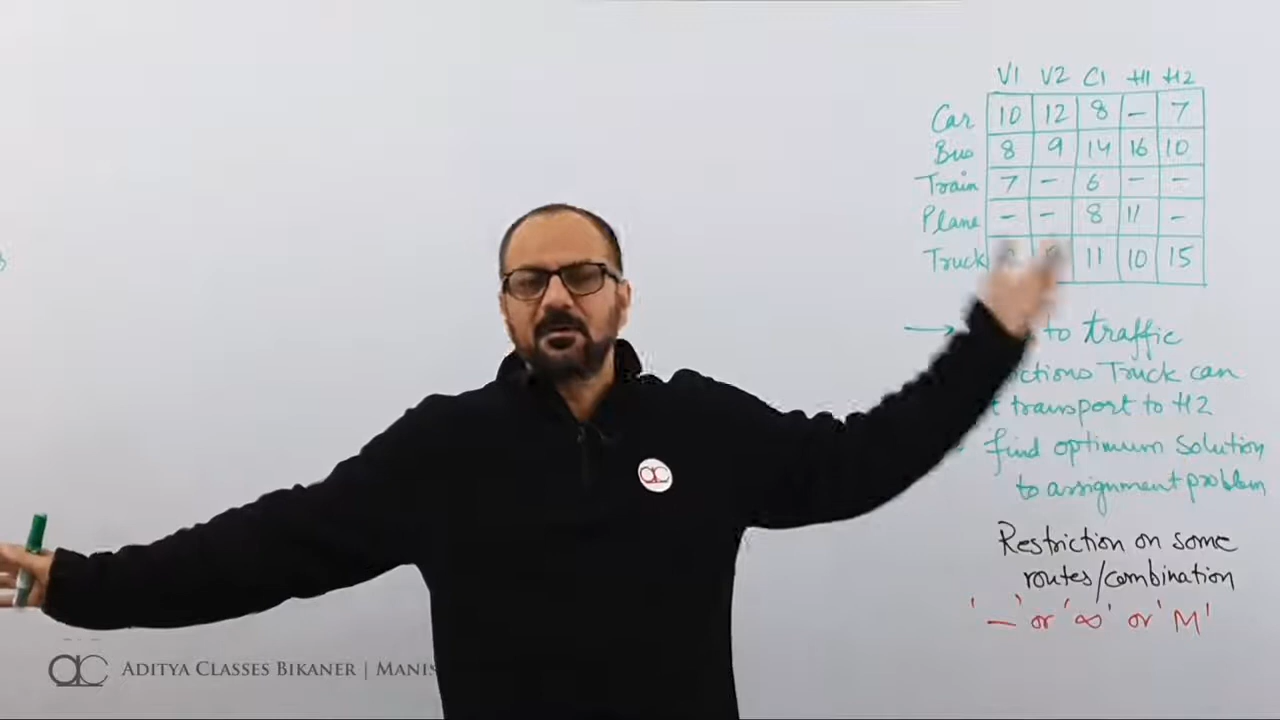 V1 V2 C1 H1 H2
Car 10 12 8 - 7
Bus 8 9 14 16 10
Train 7 - 6 - -
Plane - - 8 11 -
Truck 11 10 15
→ to traffic
Truck can
transport to H2
find optimum solution
to assignment problem
Restriction on some
routes/combination
'—' or '∞' or 'M'
ac
ac ADITYA CLASSES BIKANER |